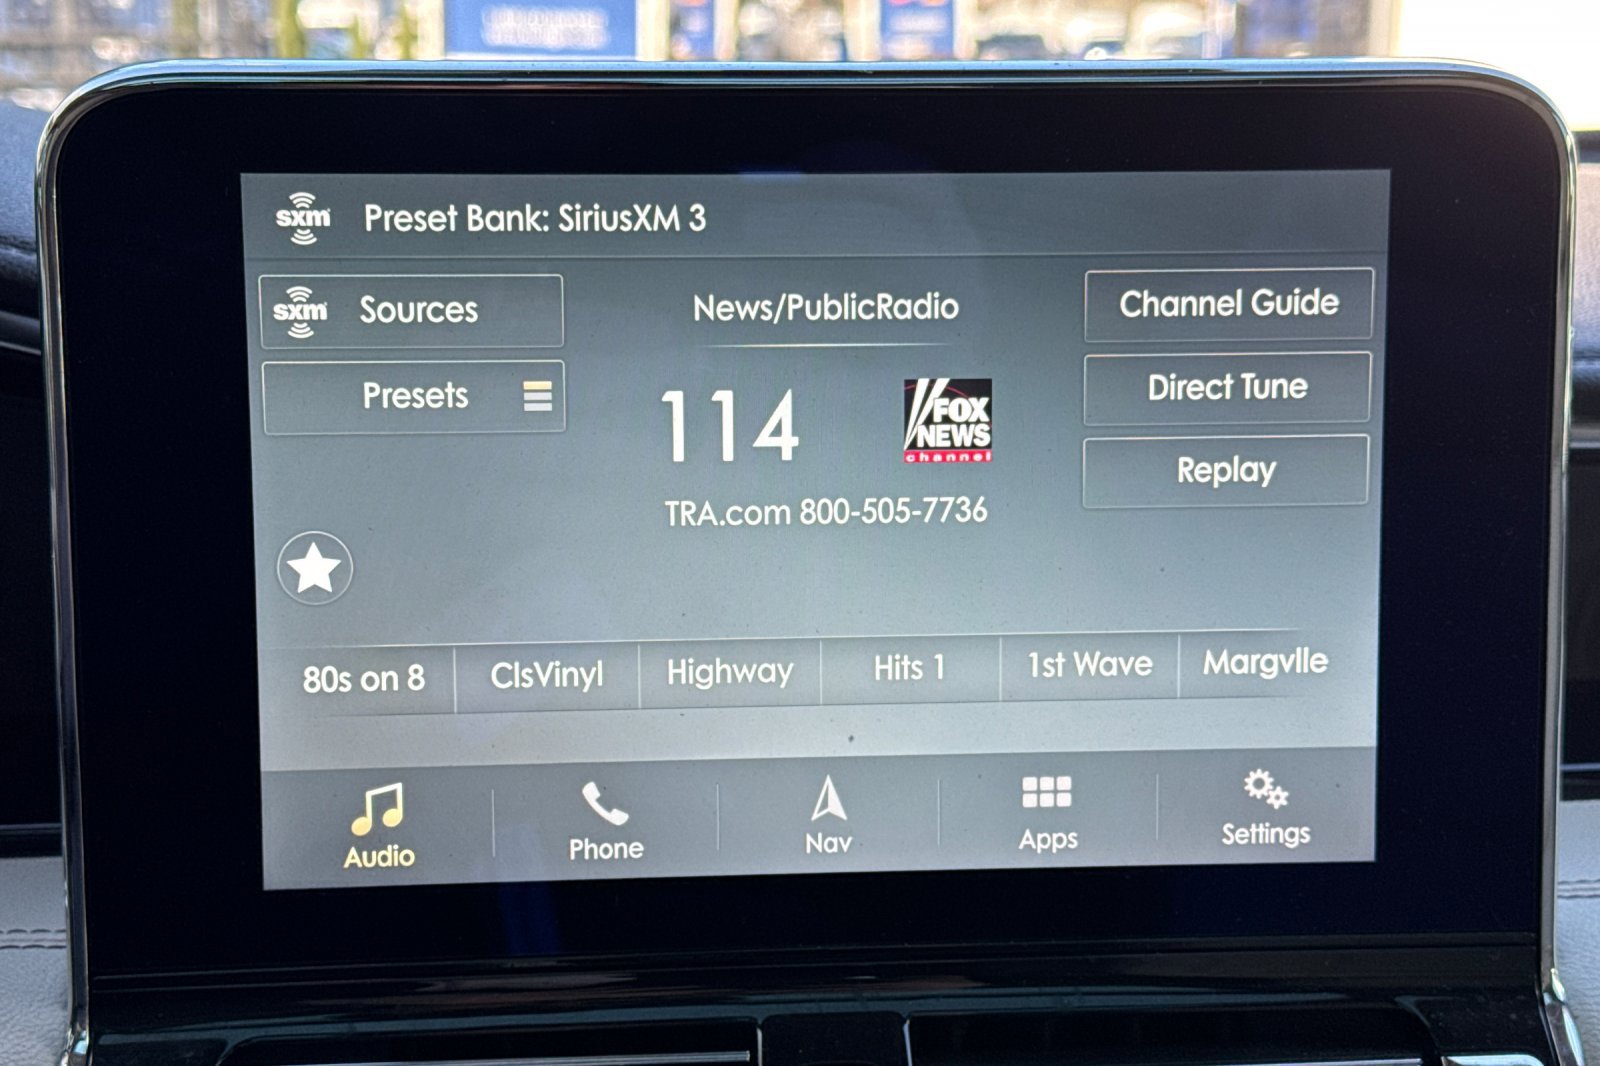 sxm Preset Bank: SiriusXM 3
sxm Sources
Presets
News/PublicRadio
114
FOX
NEWS
channel
TRA.com 800-505-7736
Channel Guide
Direct Tune
Replay
80s on 8 ClsVinyl Highway Hits 1 1st Wave Margvlle
Audio Phone Nav Apps Settings